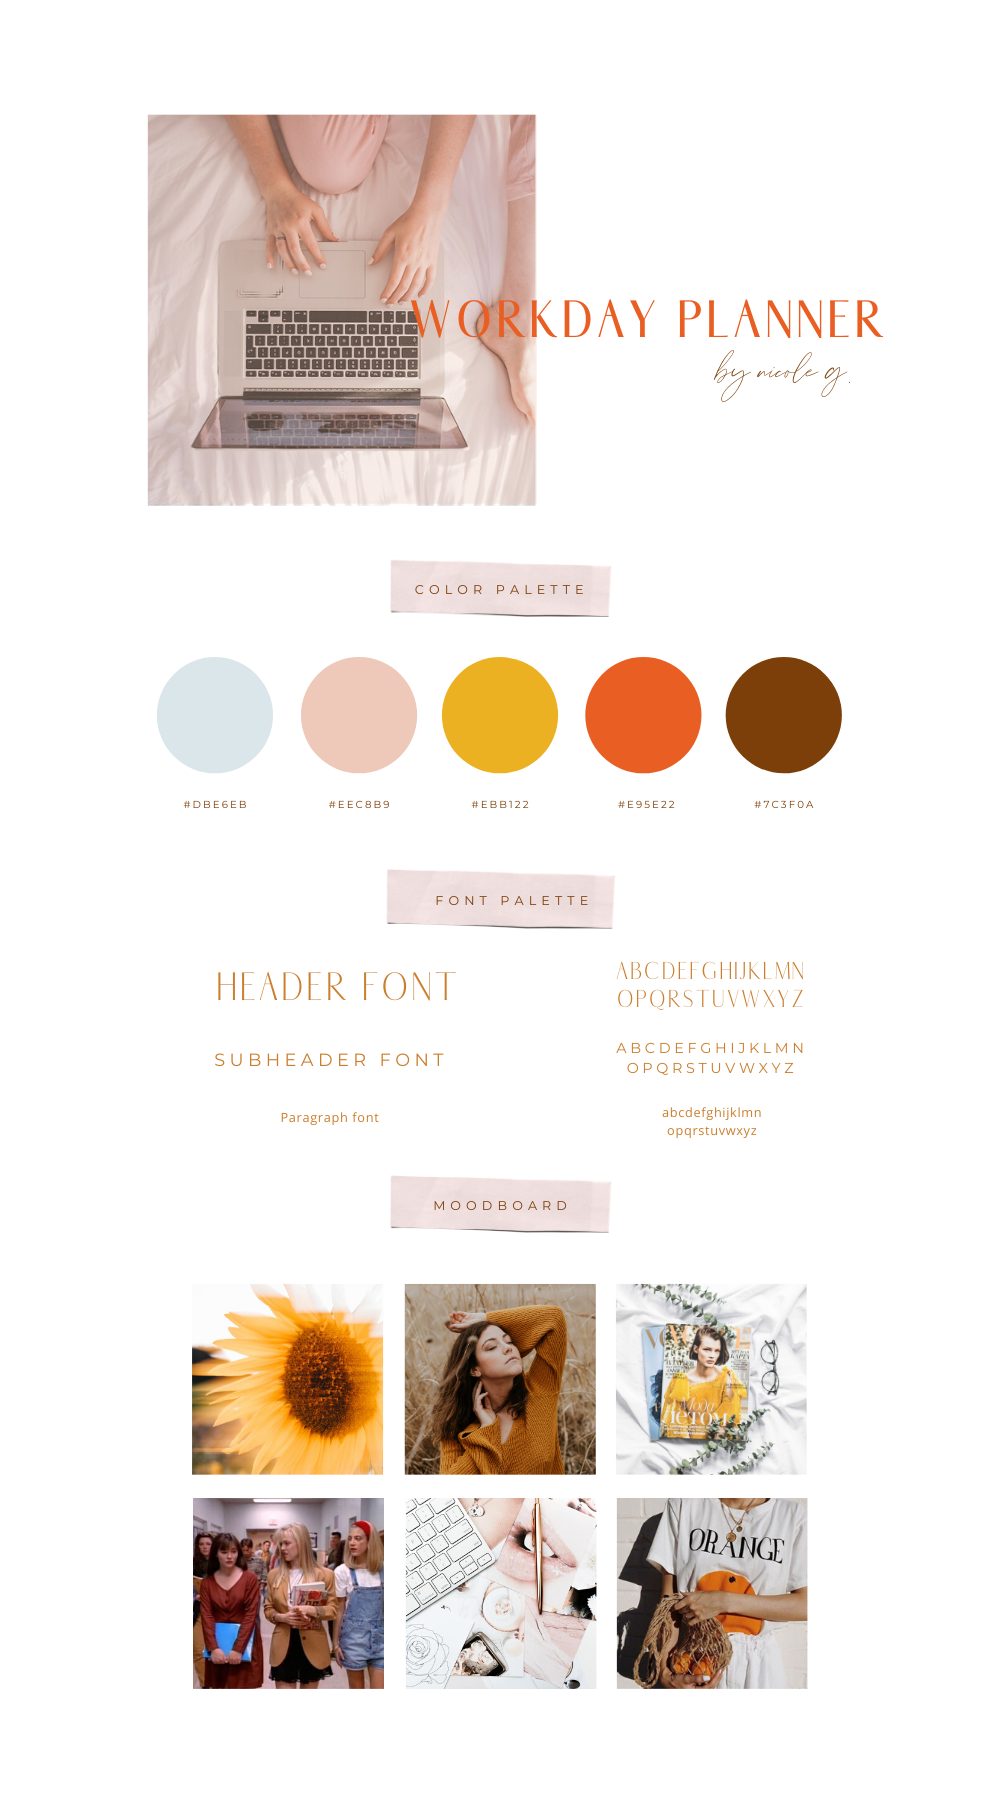 WORKDAY PLANNER
by nicole g.
COLOR PALETTE
#DBE6EB #EEC8B9 #EBB122 #E95E22 #7C3F0A
FONT PALETTE
HEADER FONT
SUBHEADER FONT
Paragraph font
ABCDEFGHIJKLMN
OPQRSTUVWXYZ
ABCDEFGHIJKLMN
OPQRSTUVWXYZ
abcdefghijklmn
opqrstuvwxyz
MOODBOARD
ORANGE